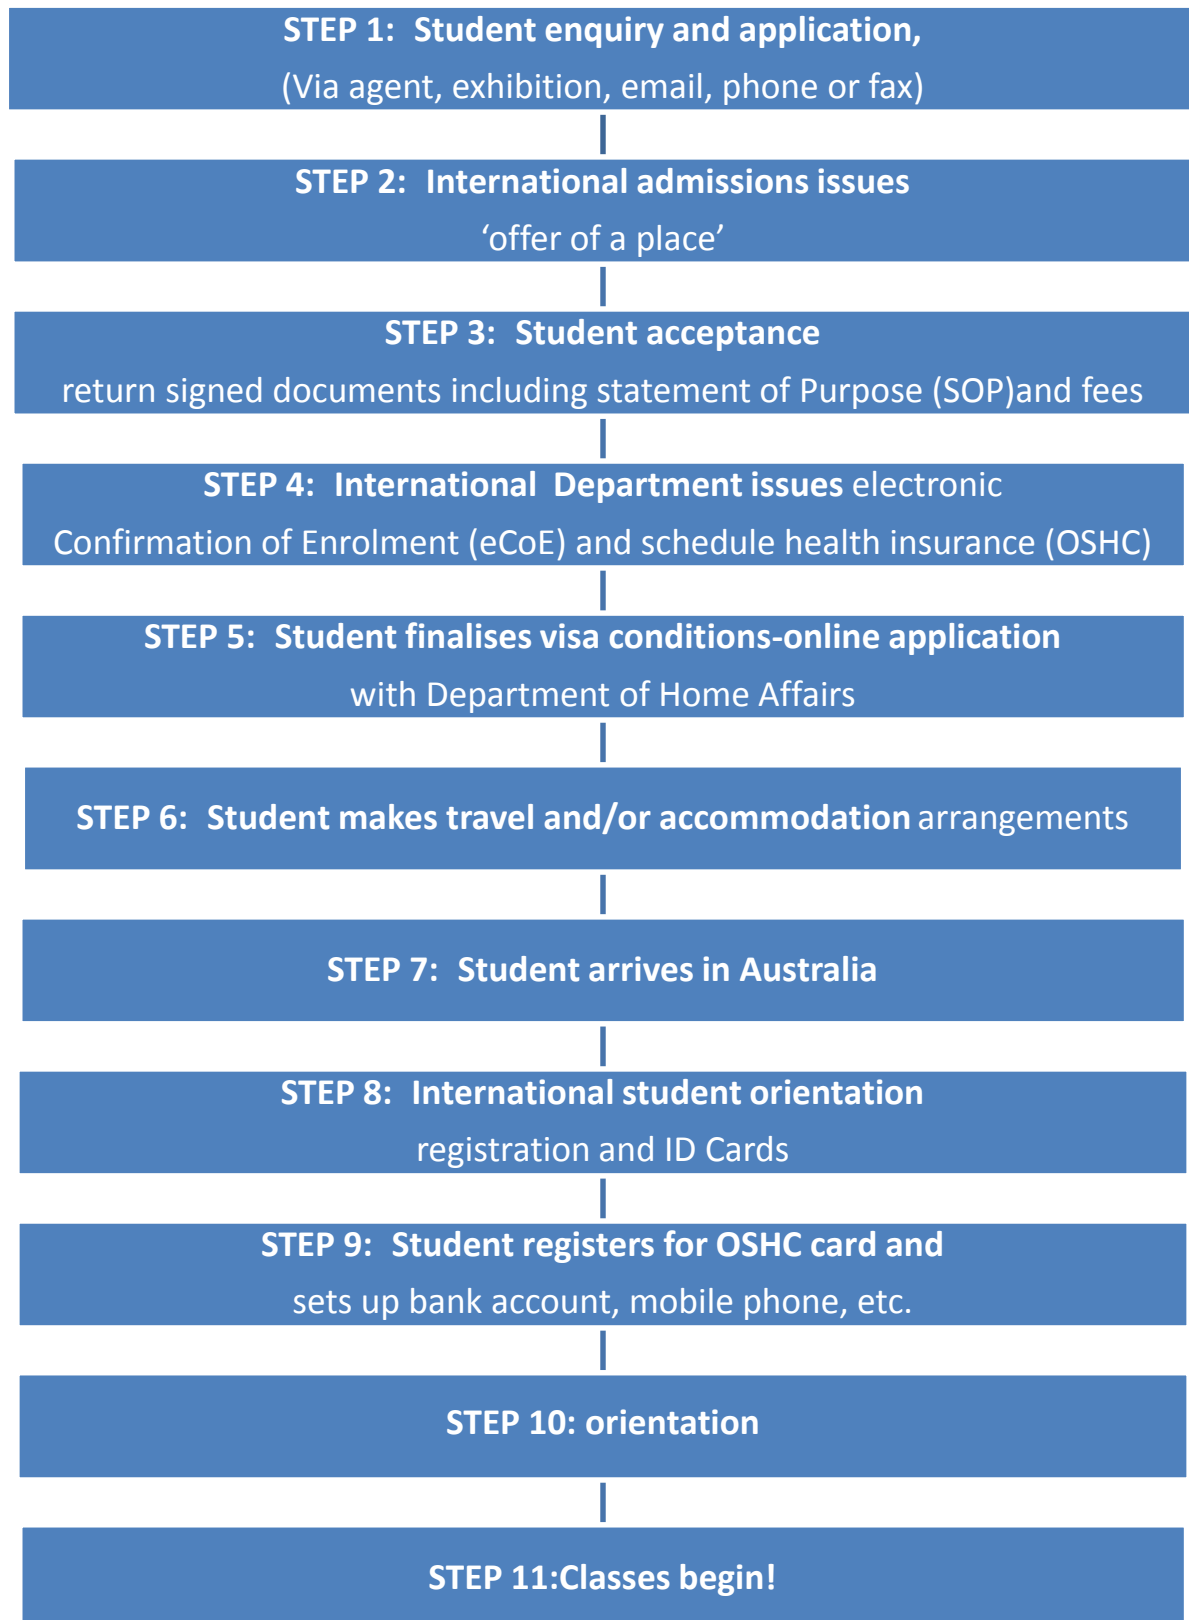 STEP 1: Student enquiry and application,
(Via agent, exhibition, email, phone or fax)
STEP 2: International admissions issues
‘offer of a place’
STEP 3: Student acceptance
return signed documents including statement of Purpose (SOP)and fees
STEP 4: International Department issues electronic
Confirmation of Enrolment (eCoE) and schedule health insurance (OSHC)
STEP 5: Student finalises visa conditions-online application
with Department of Home Affairs
STEP 6: Student makes travel and/or accommodation arrangements
STEP 7: Student arrives in Australia
STEP 8: International student orientation
registration and ID Cards
STEP 9: Student registers for OSHC card and
sets up bank account, mobile phone, etc.
STEP 10: orientation
STEP 11:Classes begin!